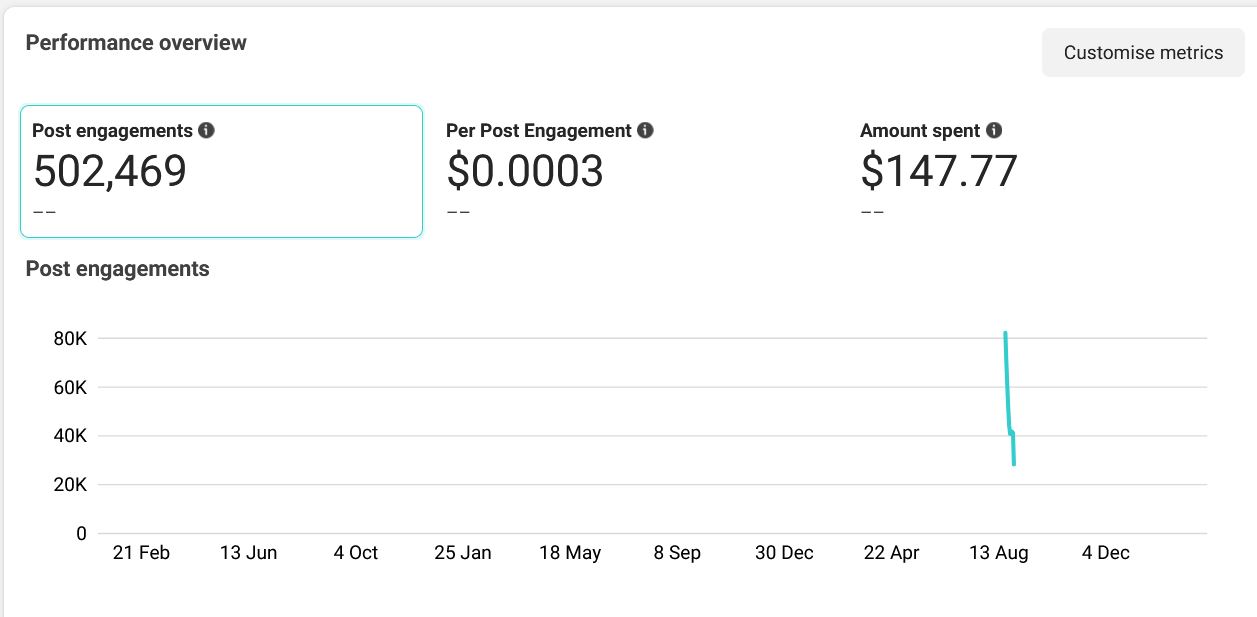 Performance overview
Customise metrics
Post engagements
502,469
--
Per Post Engagement
$0.0003
--
Amount spent
$147.77
--
Post engagements
80K
60K
40K
20K
0
21 Feb 13 Jun 4 Oct 25 Jan 18 May 8 Sep 30 Dec 22 Apr 13 Aug 4 Dec